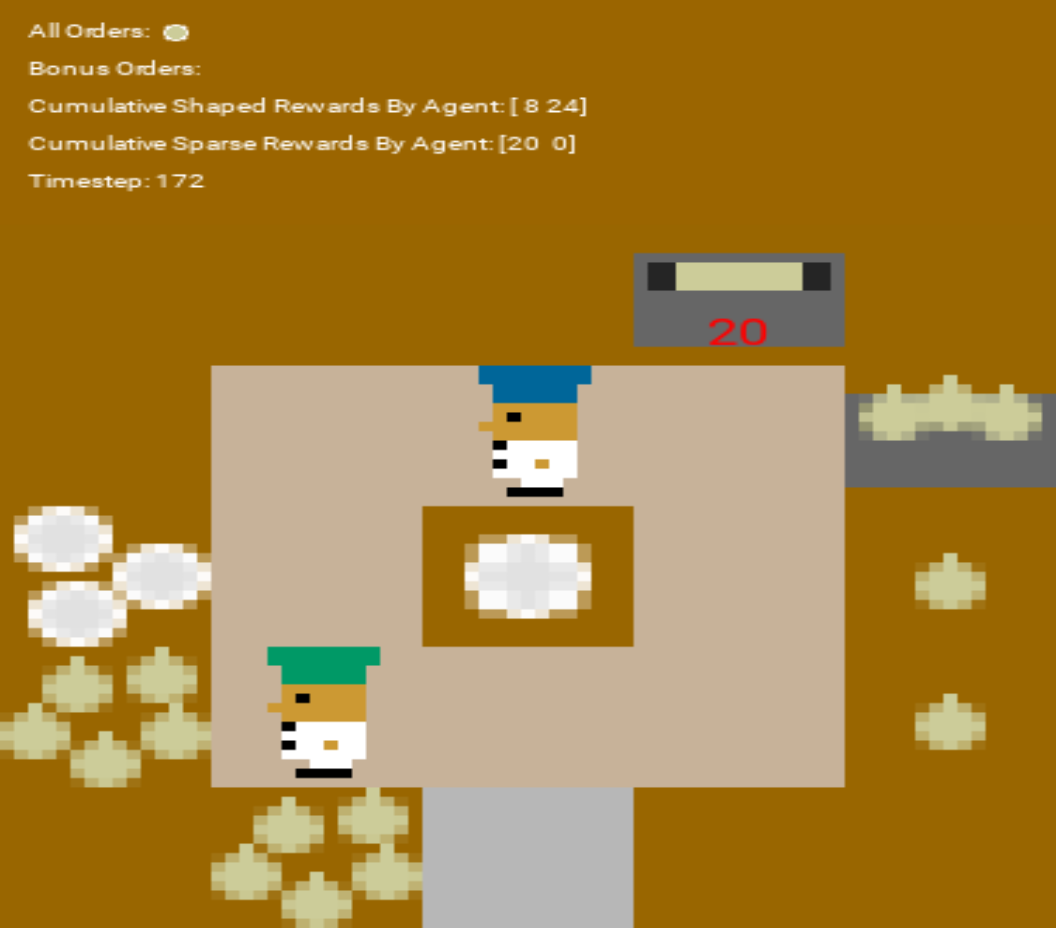 All Orders:
Bonus Orders:
Cumulative Shaped Rewards By Agent: [ 8 24]
Cumulative Sparse Rewards By Agent: [20  0]
Timestep: 172
20